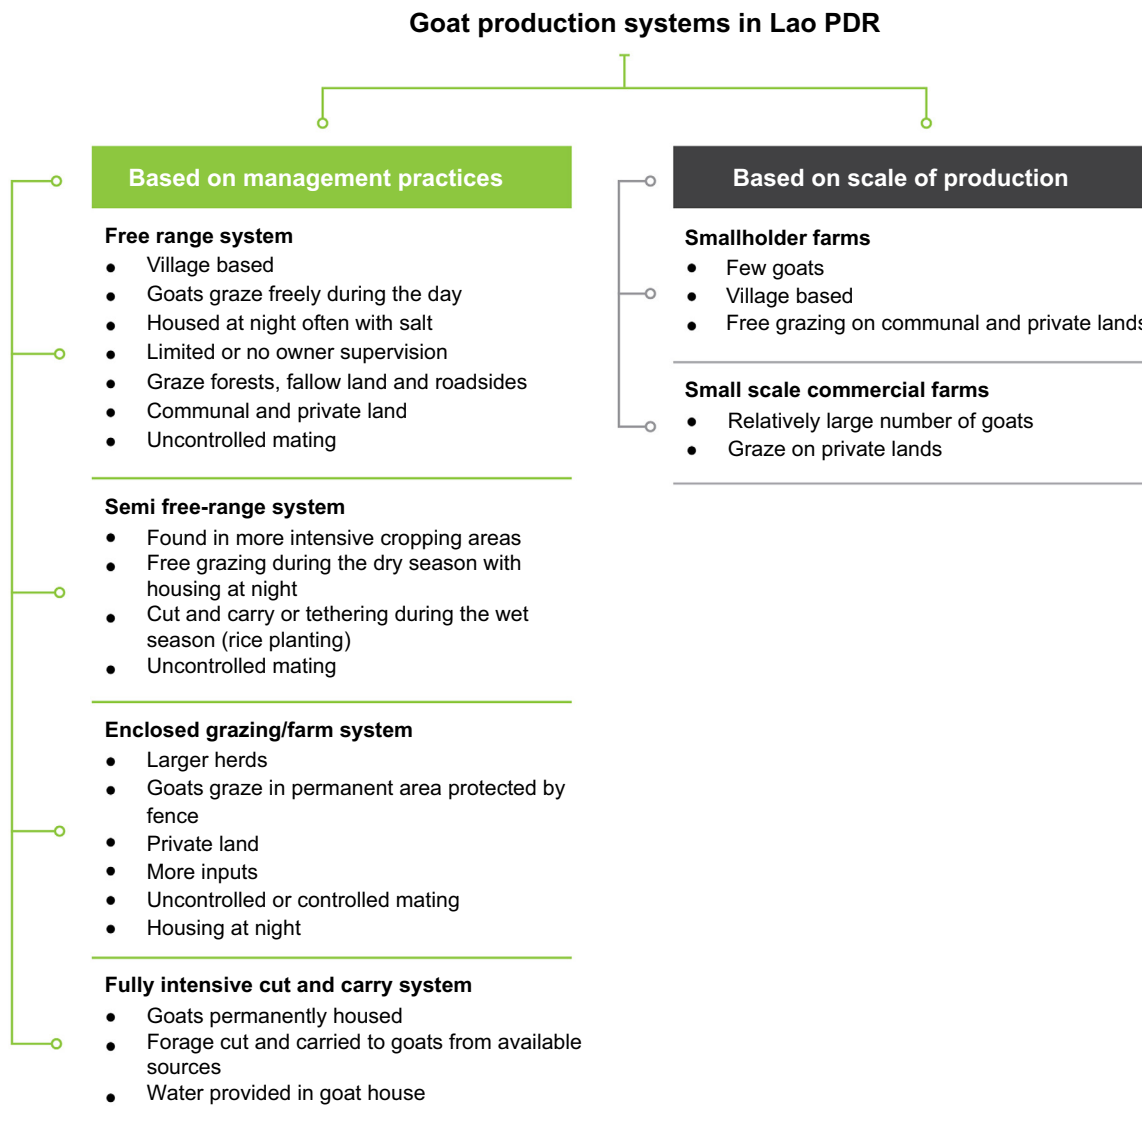 Goat production systems in Lao PDR
Based on management practices
Free range system
● Village based
● Goats graze freely during the day
● Housed at night often with salt
● Limited or no owner supervision
● Graze forests, fallow land and roadsides
● Communal and private land
● Uncontrolled mating
Semi free-range system
● Found in more intensive cropping areas
● Free grazing during the dry season with
housing at night
● Cut and carry or tethering during the wet
season (rice planting)
● Uncontrolled mating
Enclosed grazing/farm system
● Larger herds
● Goats graze in permanent area protected by
fence
● Private land
● More inputs
● Uncontrolled or controlled mating
● Housing at night
Fully intensive cut and carry system
● Goats permanently housed
● Forage cut and carried to goats from available
sources
● Water provided in goat house
Based on scale of production
Smallholder farms
● Few goats
● Village based
● Free grazing on communal and private lands
Small scale commercial farms
● Relatively large number of goats
● Graze on private lands